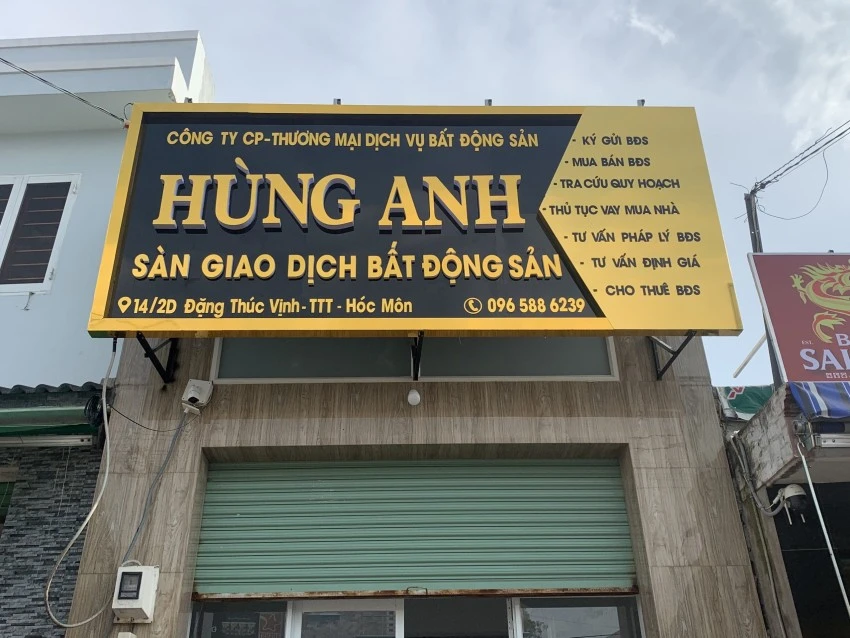 CÔNG TY CP-THƯƠNG MẠI DỊCH VỤ BẤT ĐỘNG SẢN
HÙNG ANH
SÀN GIAO DỊCH BẤT ĐỘNG SẢN
14/2D Đặng Thúc Vịnh - TTT - Hóc Môn
096 588 6239
- KÝ GỬI BĐS
- MUA BÁN BĐS
- TRA CỨU QUY HOẠCH
- THỦ TỤC VAY MUA NHÀ
- TƯ VẤN PHÁP LÝ BĐS
- TƯ VẤN ĐỊNH GIÁ
- CHO THUÊ BĐS
EST.